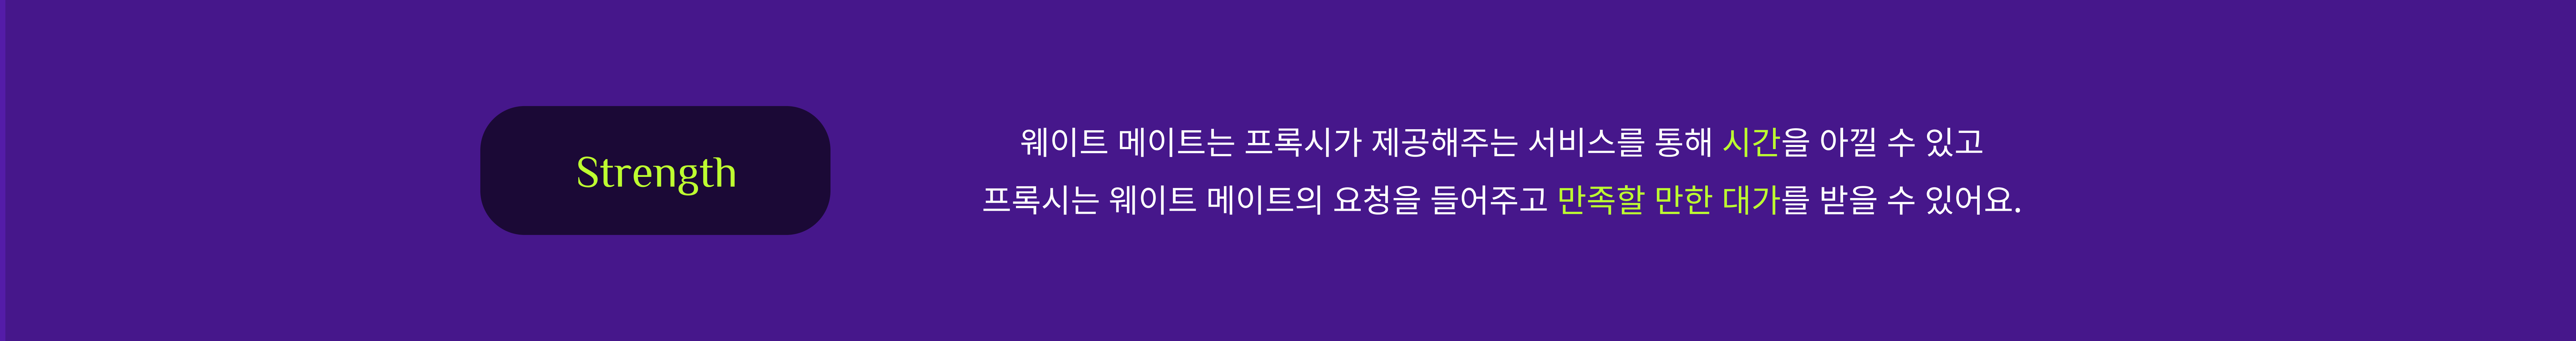 Strength
웨이트 메이트는 프록시가 제공해주는 서비스를 통해 시간을 아낄 수 있고
프록시는 웨이트 메이트의 요청을 들어주고 만족할 만한 대가를 받을 수 있어요.